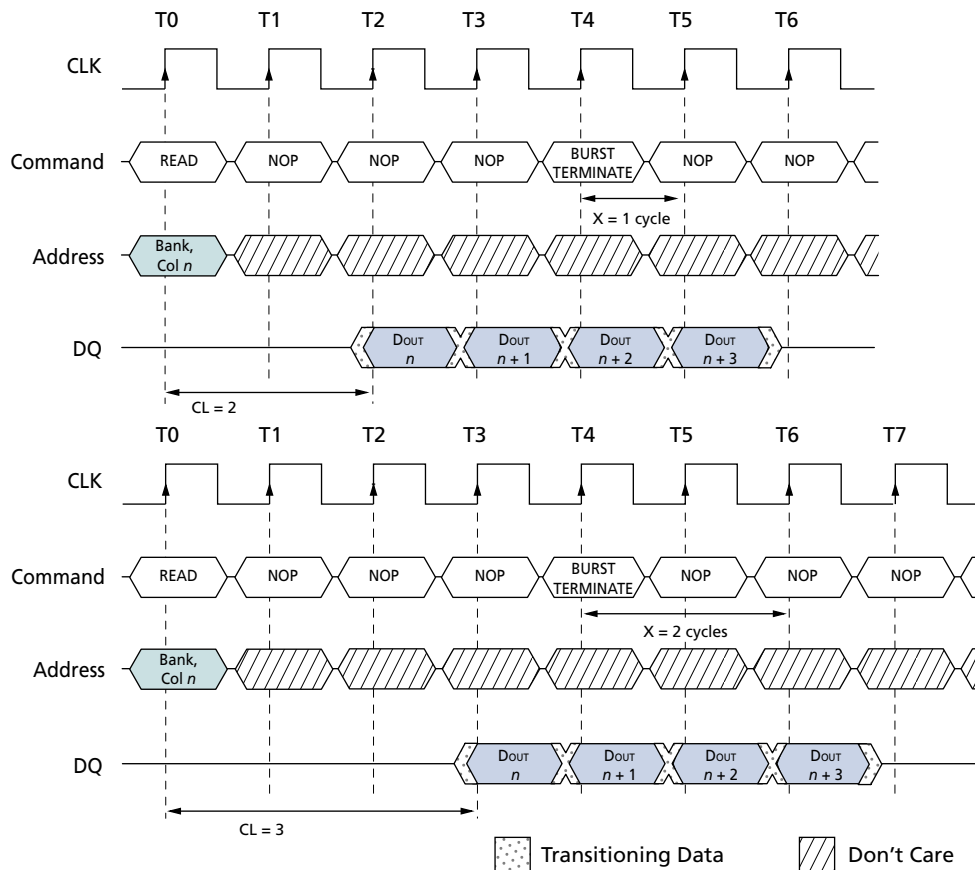 T0 T1 T2 T3 T4 T5 T6
CLK
Command READ NOP NOP NOP BURST TERMINATE NOP NOP
X = 1 cycle
Address Bank, Col n
DQ DOUT n DOUT n + 1 DOUT n + 2 DOUT n + 3
CL = 2
T0 T1 T2 T3 T4 T5 T6 T7
CLK
Command READ NOP NOP NOP BURST TERMINATE NOP NOP NOP
X = 2 cycles
Address Bank, Col n
DQ DOUT n DOUT n + 1 DOUT n + 2 DOUT n + 3
CL = 3
Transitioning Data Don't Care